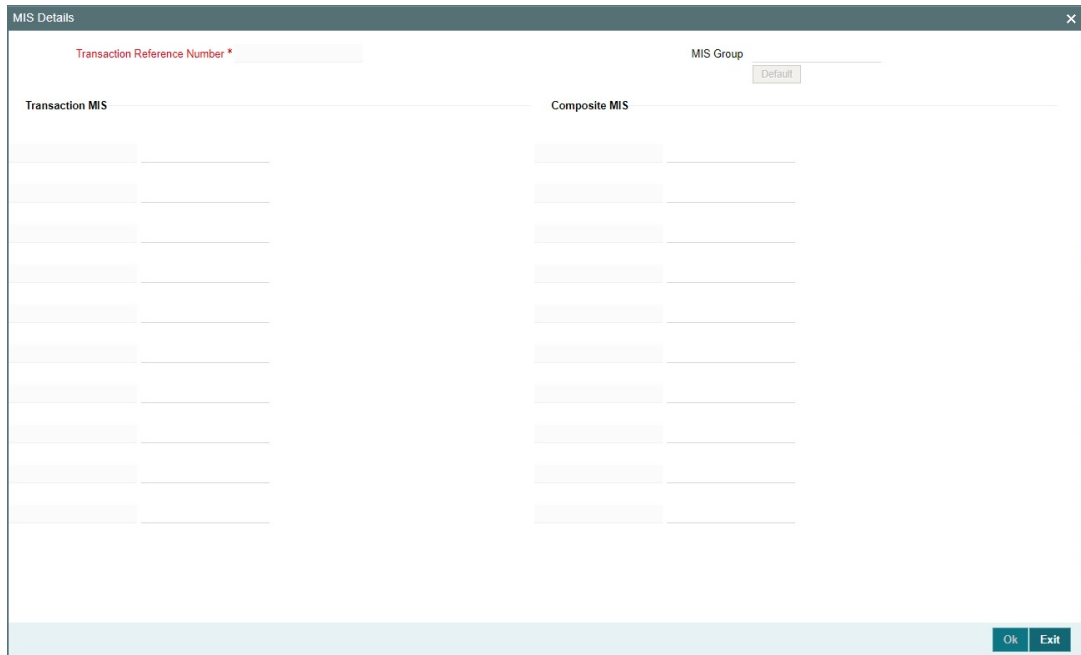 MIS Details
Transaction Reference Number *
MIS Group
Default
Transaction MIS
Composite MIS
Ok Exit